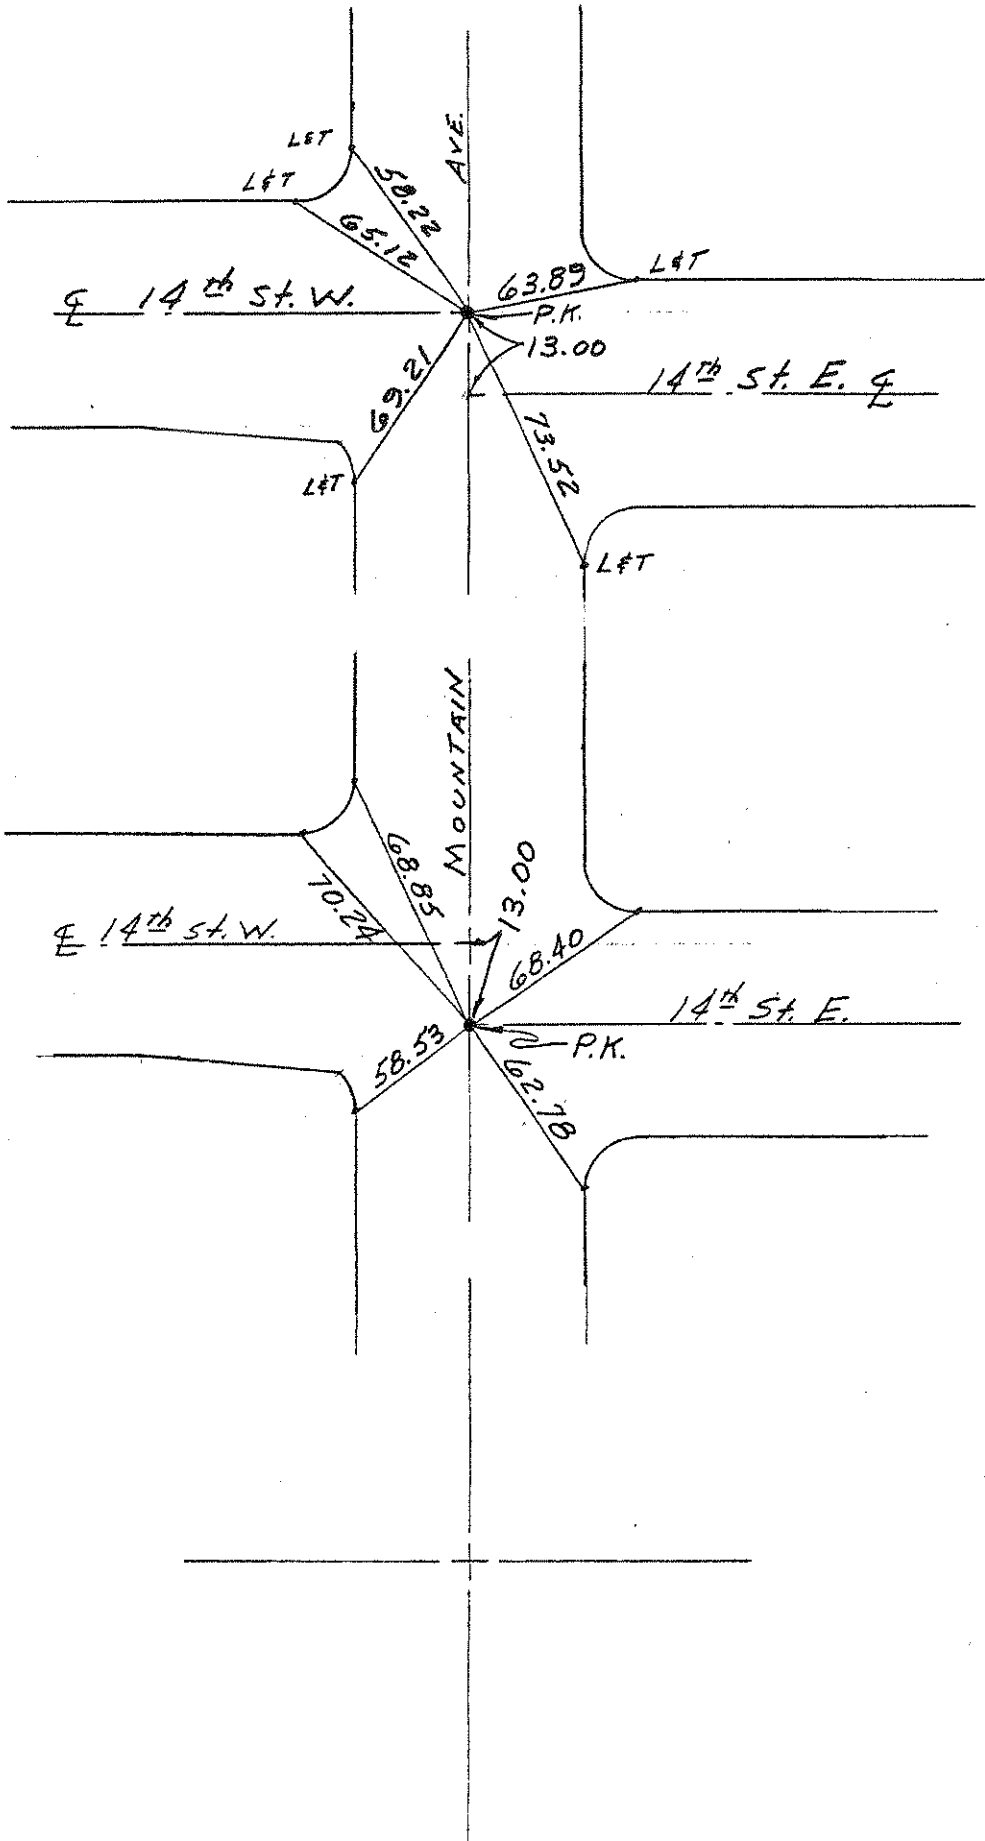 AVE.
L&T
L&T
58.22
65.12
63.89
L&T
℄ 14th St. W.
P.K.
13.00
14th St. E. ℄
69.21
73.52
L&T
L&T
MOUNTAIN
68.85
70.24
13.00
℄ 14th St. W.
68.40
14th St. E.
58.53
P.K.
62.78